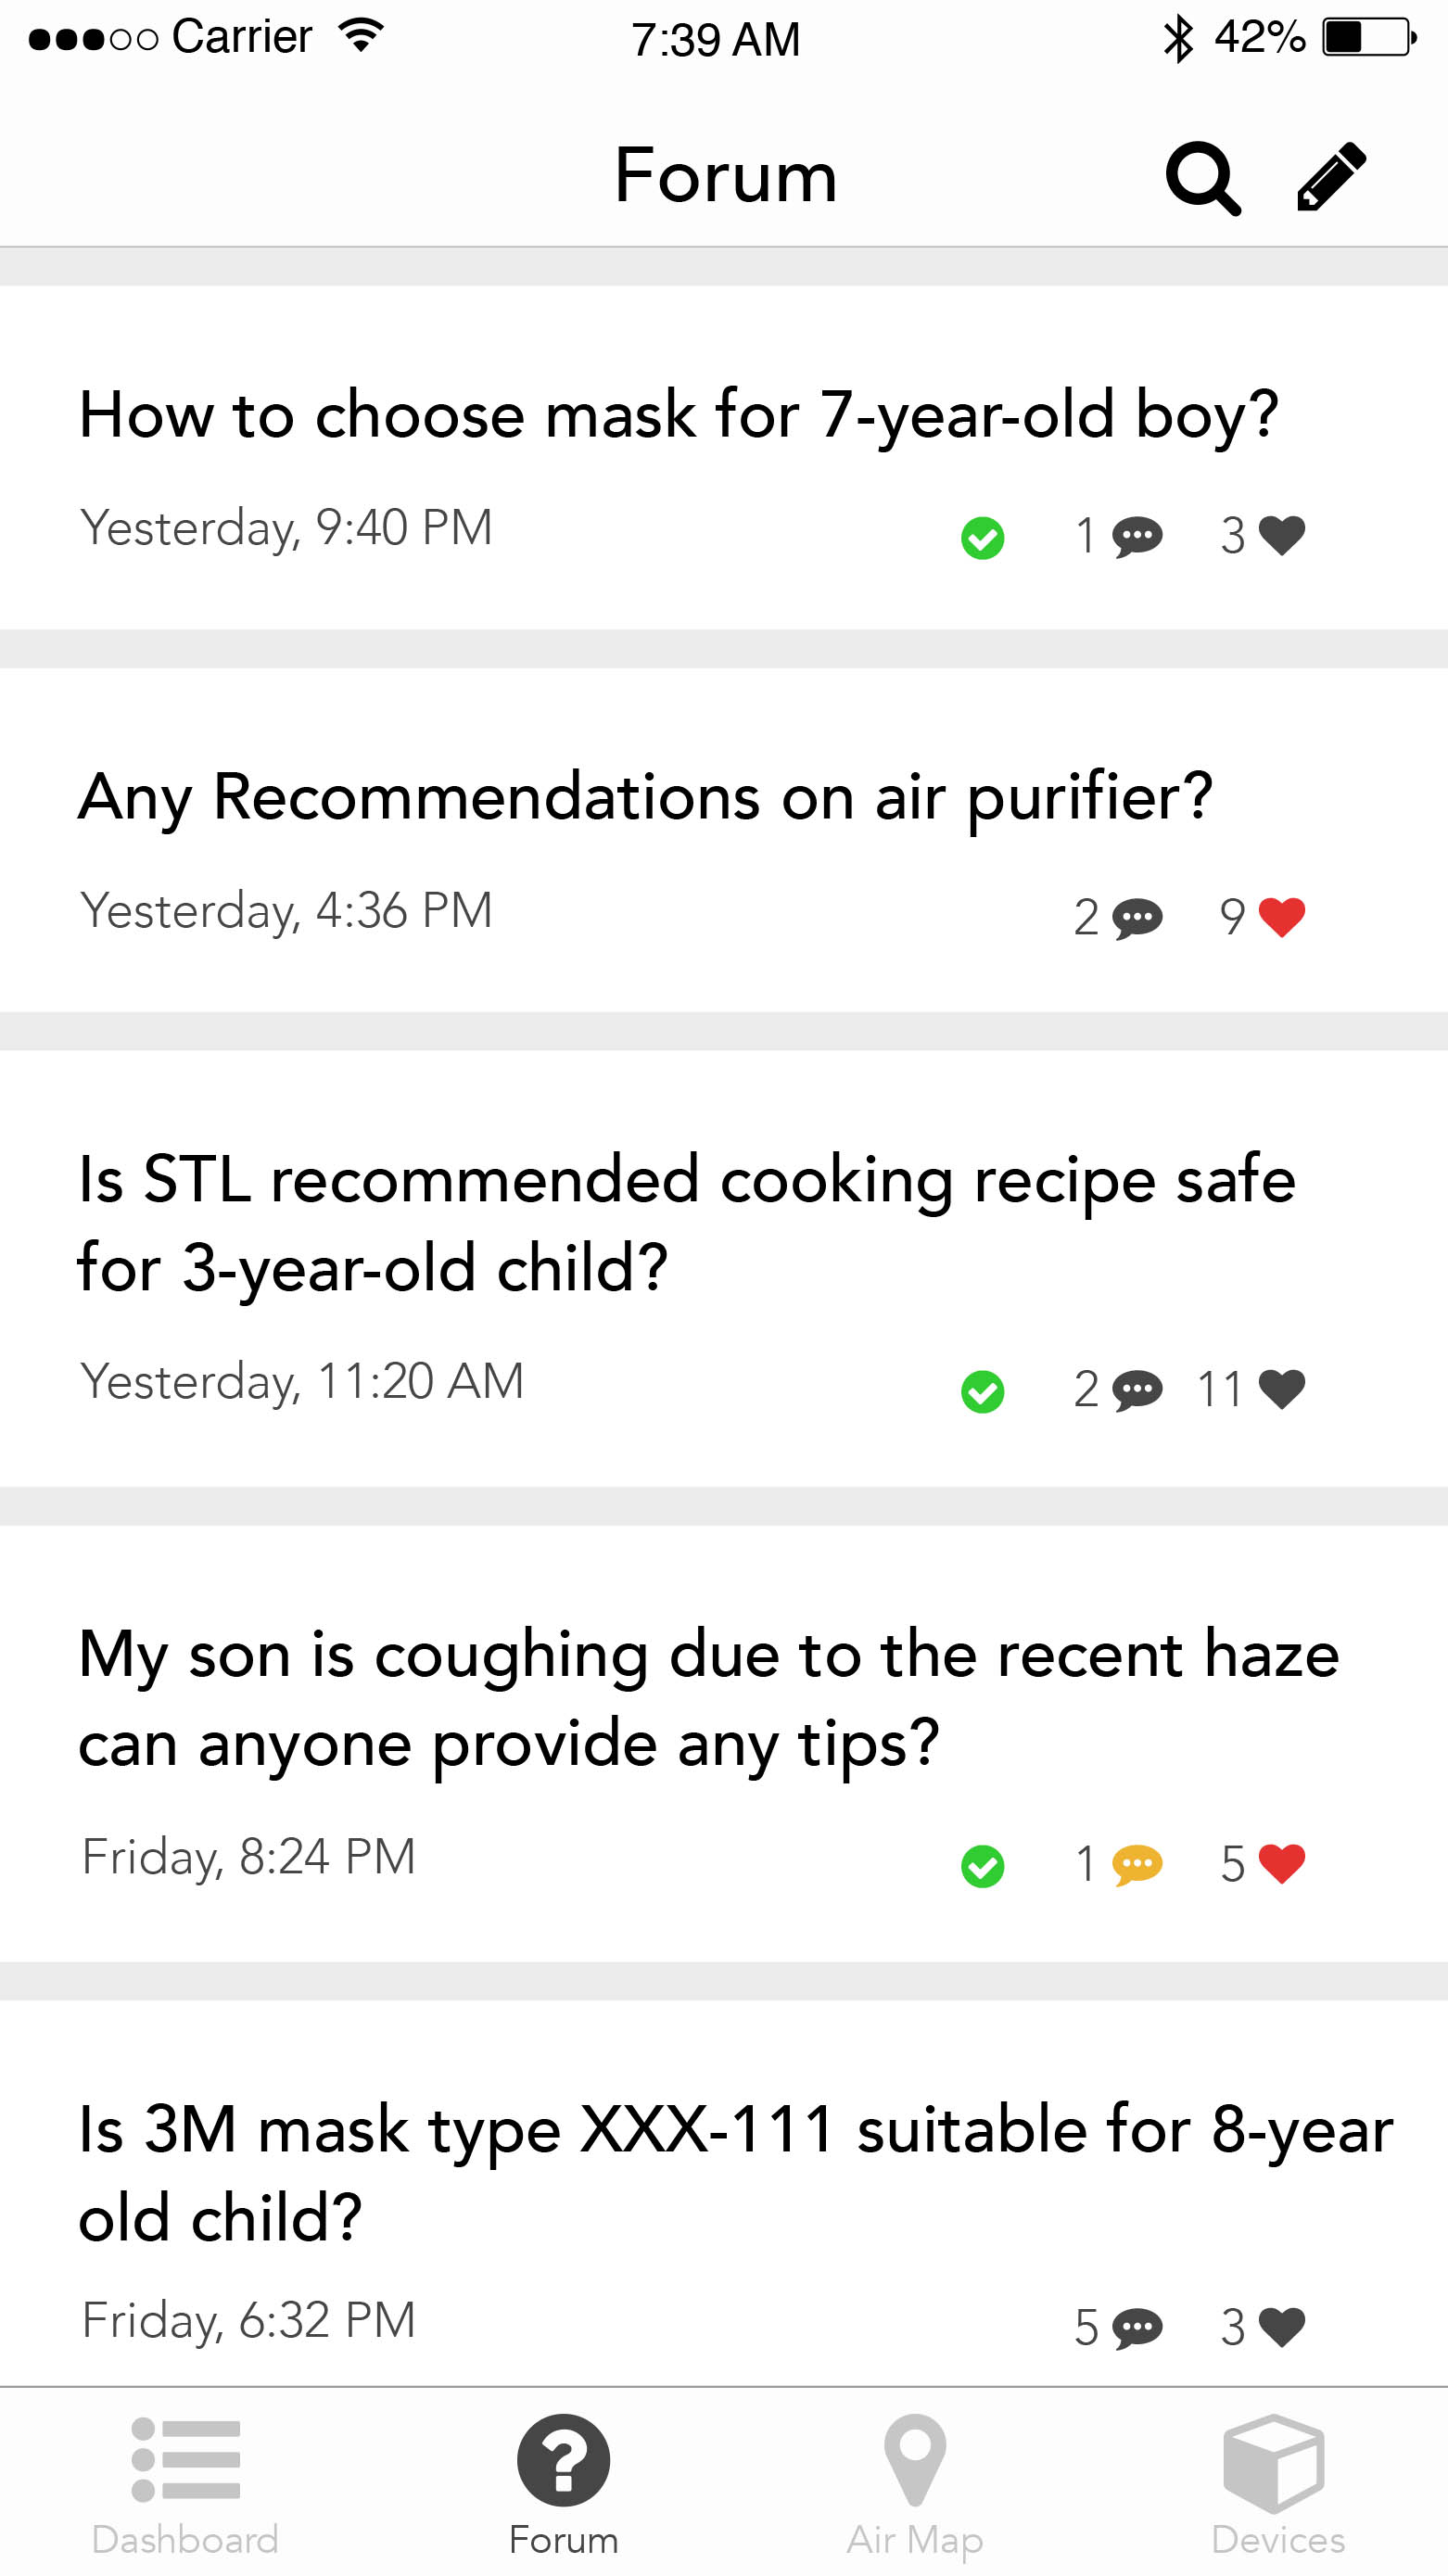 Carrier 7:39 AM 42%
Forum
How to choose mask for 7-year-old boy?
Yesterday, 9:40 PM 1 3
Any Recommendations on air purifier?
Yesterday, 4:36 PM 2 9
Is STL recommended cooking recipe safe
for 3-year-old child?
Yesterday, 11:20 AM 2 11
My son is coughing due to the recent haze
can anyone provide any tips?
Friday, 8:24 PM 1 5
Is 3M mask type XXX-111 suitable for 8-year
old child?
Friday, 6:32 PM 5 3
Dashboard Forum Air Map Devices